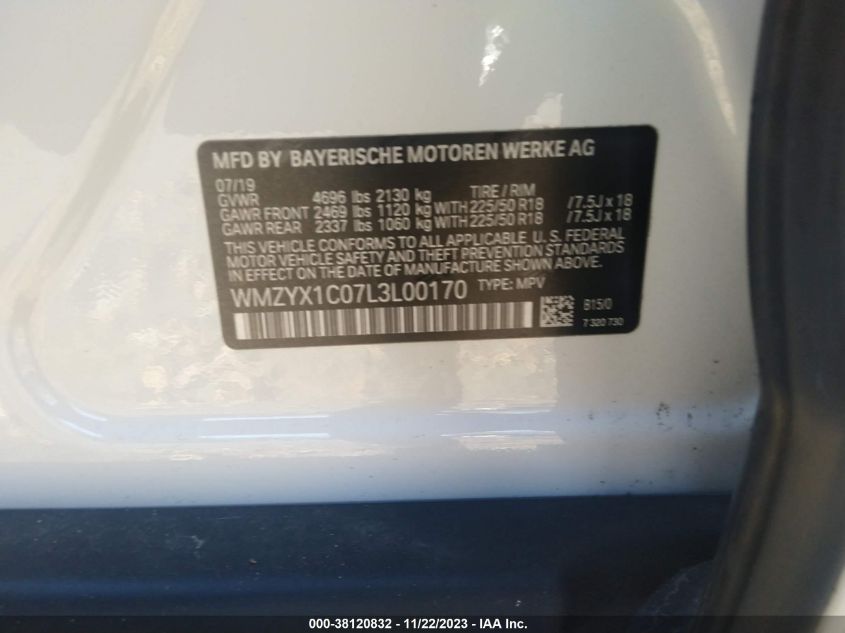 MFD BY BAYERISCHE MOTOREN WERKE AG
07/19 TIRE / RIM
GVWR 4696 lbs 2130 kg
GAWR FRONT 2469 lbs 1120 kg WITH 225/50 R18 /7.5J x 18
GAWR REAR 2337 lbs 1060 kg WITH 225/50 R18 /7.5J x 18
THIS VEHICLE CONFORMS TO ALL APPLICABLE U.S. FEDERAL
MOTOR VEHICLE SAFETY AND THEFT PREVENTION STANDARDS
IN EFFECT ON THE DATE OF MANUFACTURE SHOWN ABOVE.
WMZYX1C07L3L00170 TYPE: MPV
B15/0
7 320 730
000-38120832 - 11/22/2023 - IAAI Inc.